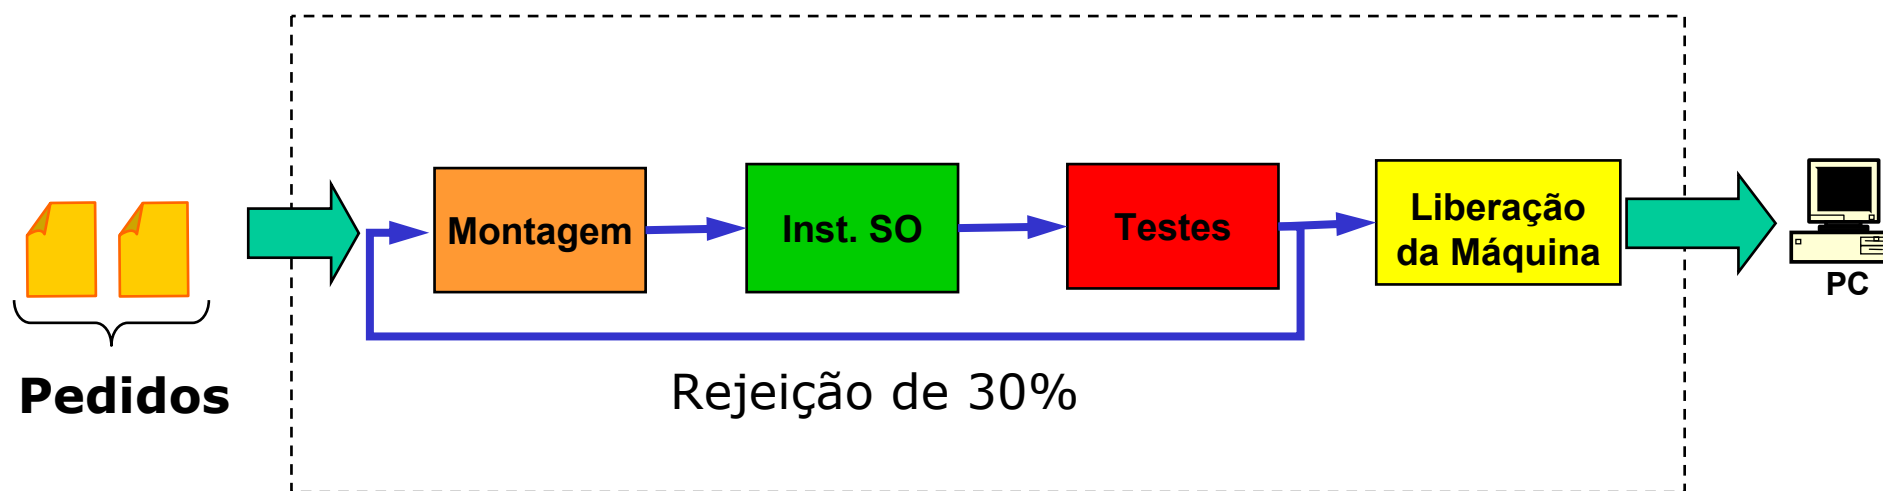 Montagem
Inst. SO
Testes
Liberação
da Máquina
PC
Pedidos
Rejeição de 30%